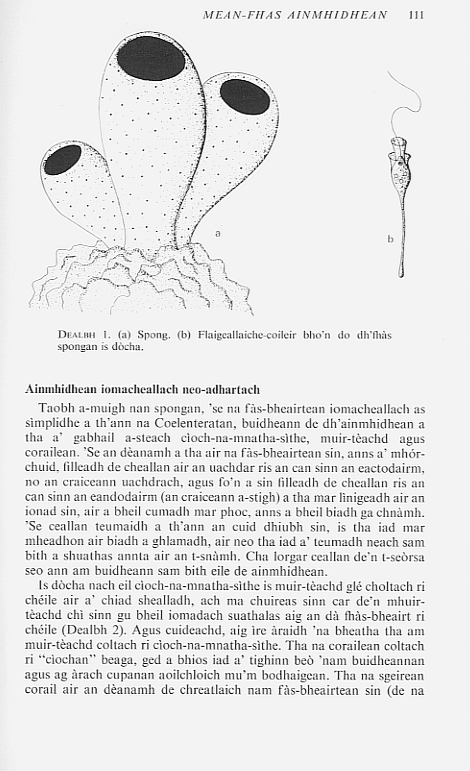 MEAN-FHAS AINMHIDHEAN 111
a
b
DEALBH 1. (a) Spong. (b) Flaigeallaiche-coileir bho'n do dh'fhàs
spongan is dòcha.
Ainmhidhean iomacheallach neo-adhartach
Taobh a-muigh nan spongan, 'se na fàs-bheairtean iomacheallach as
sìmplidhe a th'ann na Coelenteratan, buidheann de dh'ainmhidhean a
tha a' gabhail a-steach cìoch-na-mnatha-sìthe, muir-tèachd agus
corailean. 'Se an dèanamh a tha air na fàs-bheairtean sin, anns a' mhór-
chuid, filleadh de cheallan air an uachdar ris an can sinn an eactodairm,
no an craiceann uachdrach, agus fo'n a sin filleadh de cheallan ris an
can sinn an eandodairm (an craiceann a-stigh) a tha mar lìnigeadh air an
ionad sin, air a bheil cumadh mar phoc, anns a bheil biadh ga chnàmh.
'Se ceallan teumaidh a th'ann an cuid dhiubh sin, is tha iad mar
mheadhon air biadh a ghlamadh, air neo tha iad a' teumadh neach sam
bith a shuathas annta air an t-snàmh. Cha lorgar ceallan de'n t-seòrsa
seo ann am buidheann sam bith eile de ainmhidhean.
Is dòcha nach eil cìoch-na-mnatha-sìthe is muir-tèachd glé choltach ri
chéile air a' chiad shealladh, ach ma chuireas sinn car de'n mhuir-
tèachd chì sinn gu bheil iomadach suathalas aig an dà fhàs-bheairt ri
chéile (Dealbh 2). Agus cuideachd, aig ìre àraidh 'na bheatha tha am
muir-tèachd coltach ri cìoch-na-mnatha-sìthe. Tha na corailean coltach
ri "cìochan" beaga, ged a bhios iad a' tighinn beò 'nam buidheannan
agus ag àrach cupanan aoilchloich mu'm bodhaigean. Tha na sgeirean
corail air an dèanamh de chreatlaich nam fàs-bheairtean sin (de na